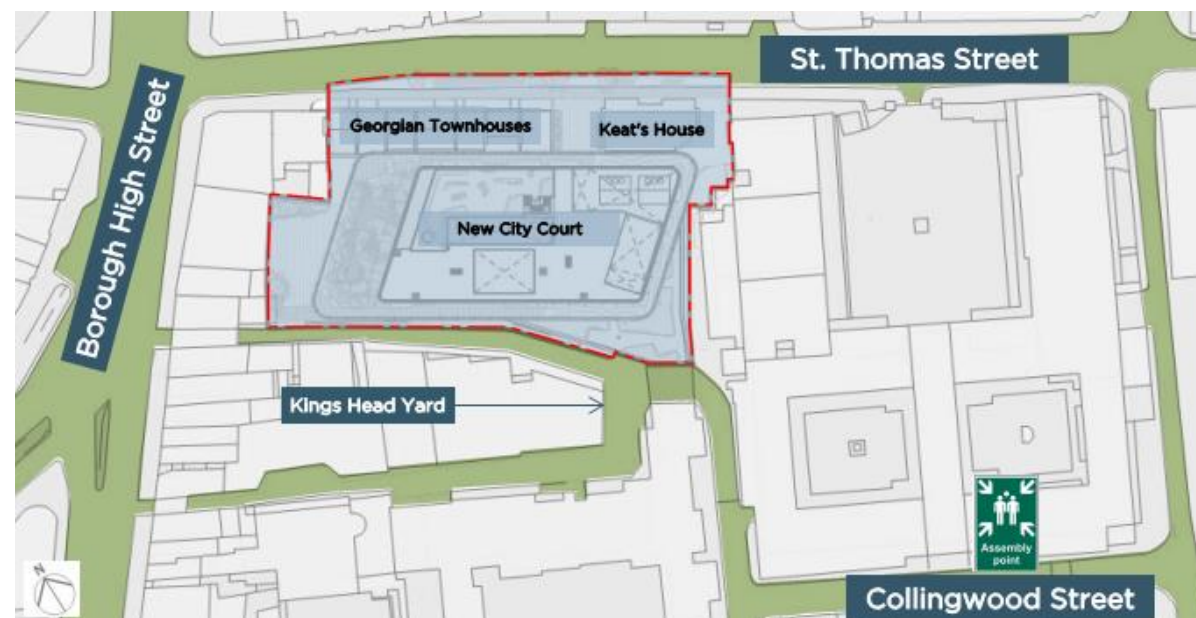 St. Thomas Street
Borough High Street
Georgian Townhouses
Keat's House
New City Court
Kings Head Yard
Assembly
point
Collingwood Street
N